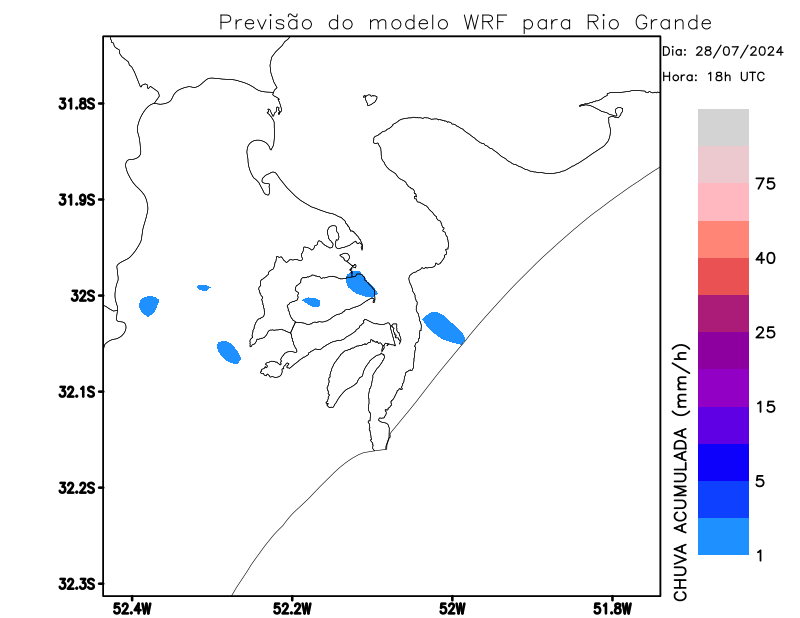 Previsão do modelo WRF para Rio Grande
Dia: 28/07/2024
Hora: 18h UTC
31.8S
31.9S
32S
32.1S
32.2S
32.3S
52.4W
52.2W
52W
51.8W
75
40
25
15
5
1
CHUVA ACUMULADA (mm/h)